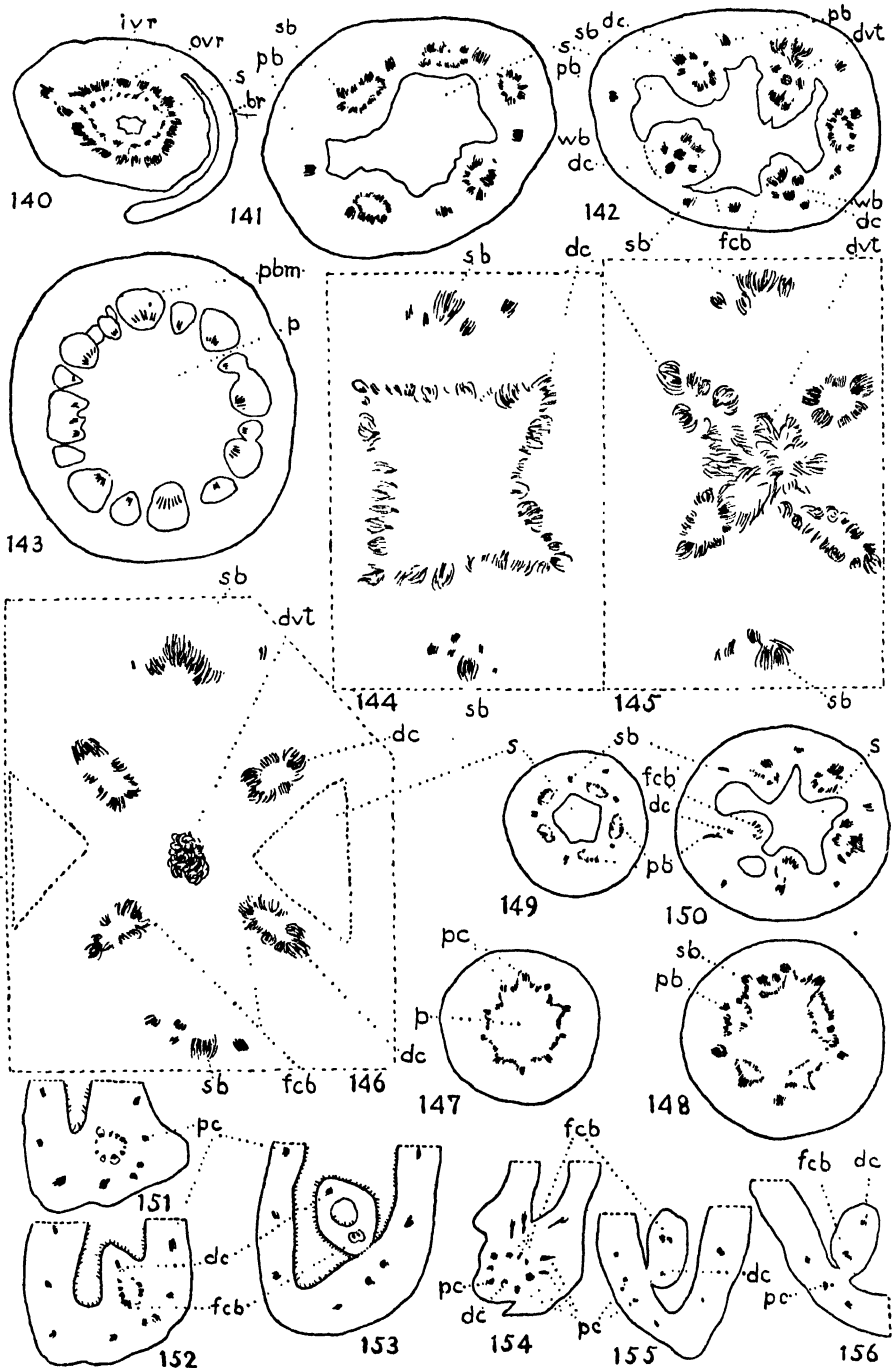 ivr
ovr
s
br
140
sb
pb
s
141
sb
dc
pb
pb
dvt
wb
dc
wb
dc
142
sb
fcb
dvt
pbm
p
143
sb
dc
144
sb
145
sb
sb
dvt
dc
s
dc
sb
fcb
146
s
sb
fcb
dc
pb
s
149
150
pc
p
147
sb
pb
148
pc
151
dc
fcb
152
153
fcb
pc
dc
154
pc
dc
155
fcb
dc
pc
156